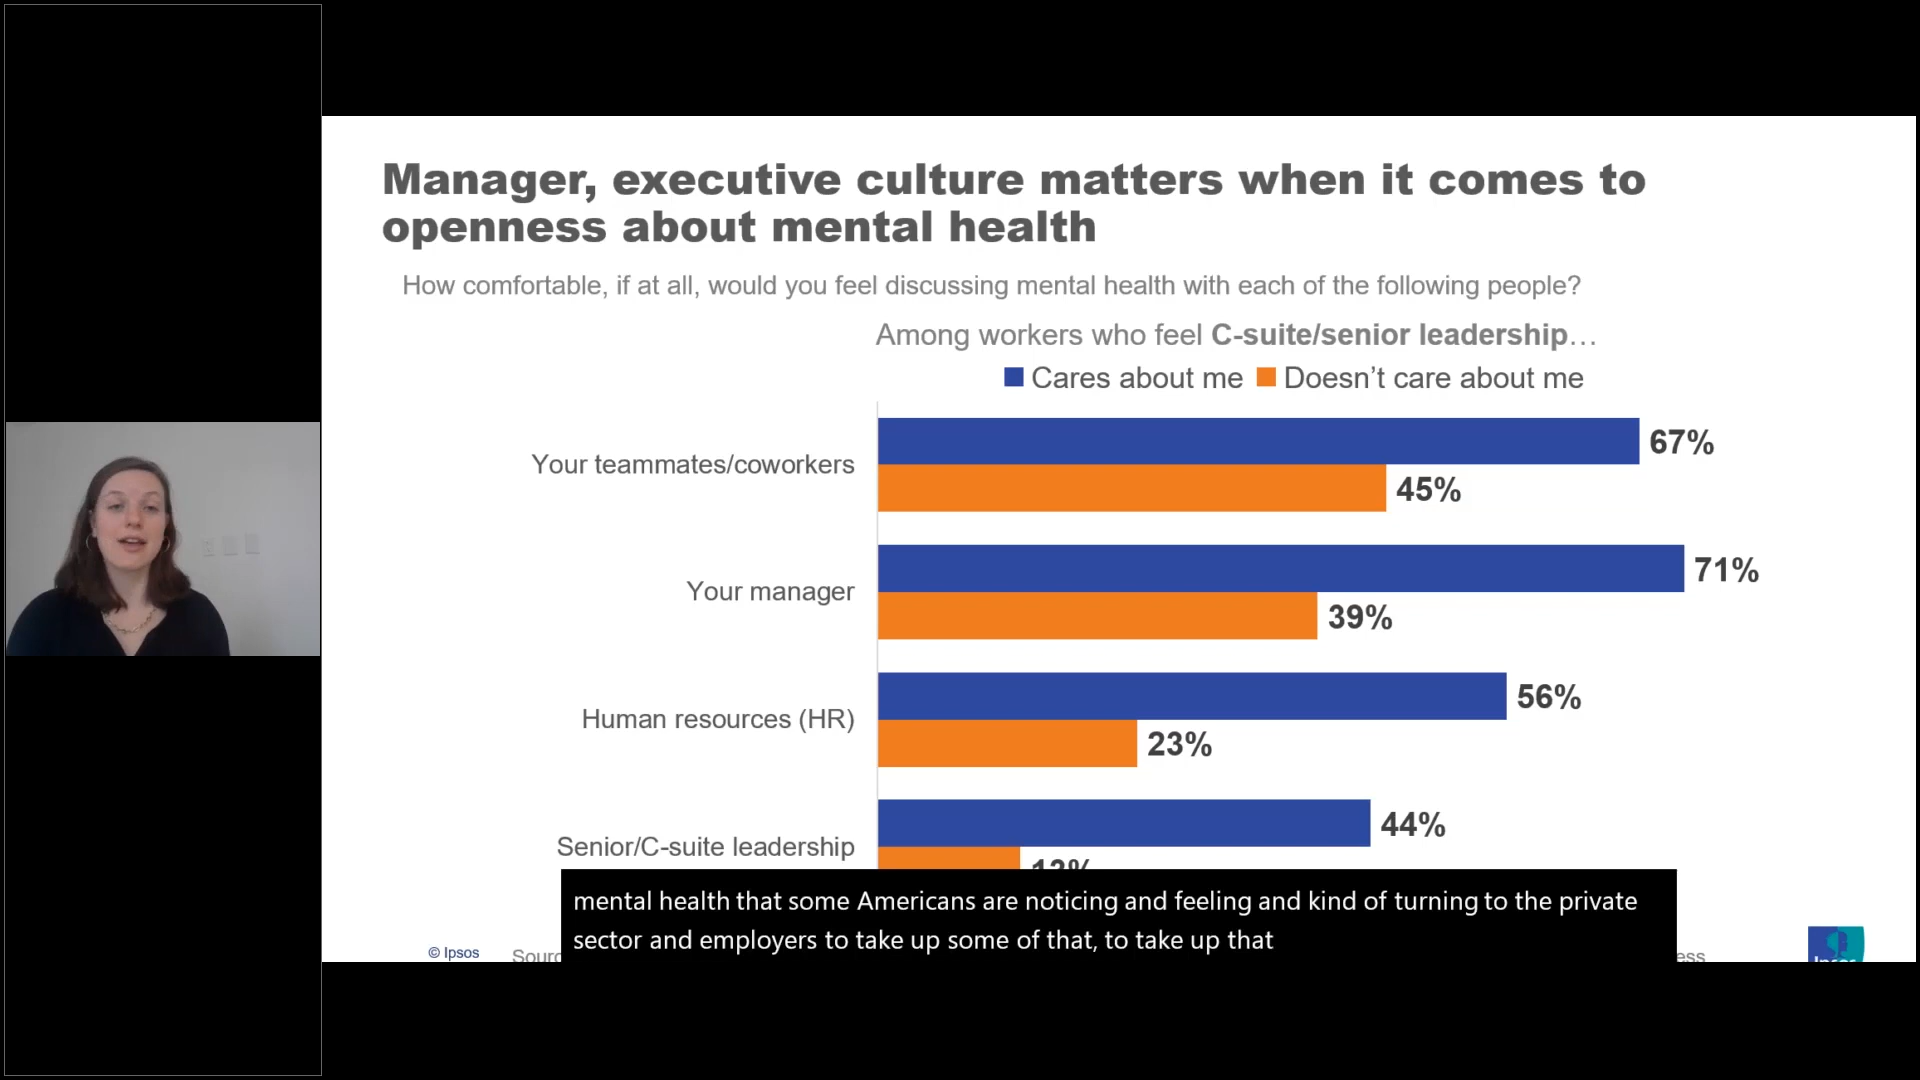 Manager, executive culture matters when it comes to
openness about mental health
How comfortable, if at all, would you feel discussing mental health with each of the following people?
Among workers who feel C-suite/senior leadership…
Cares about me Doesn’t care about me
Your teammates/coworkers
67%
45%
Your manager
71%
39%
Human resources (HR)
56%
23%
Senior/C-suite leadership
44%
mental health that some Americans are noticing and feeling and kind of turning to the private
sector and employers to take up some of that, to take up that
© Ipsos